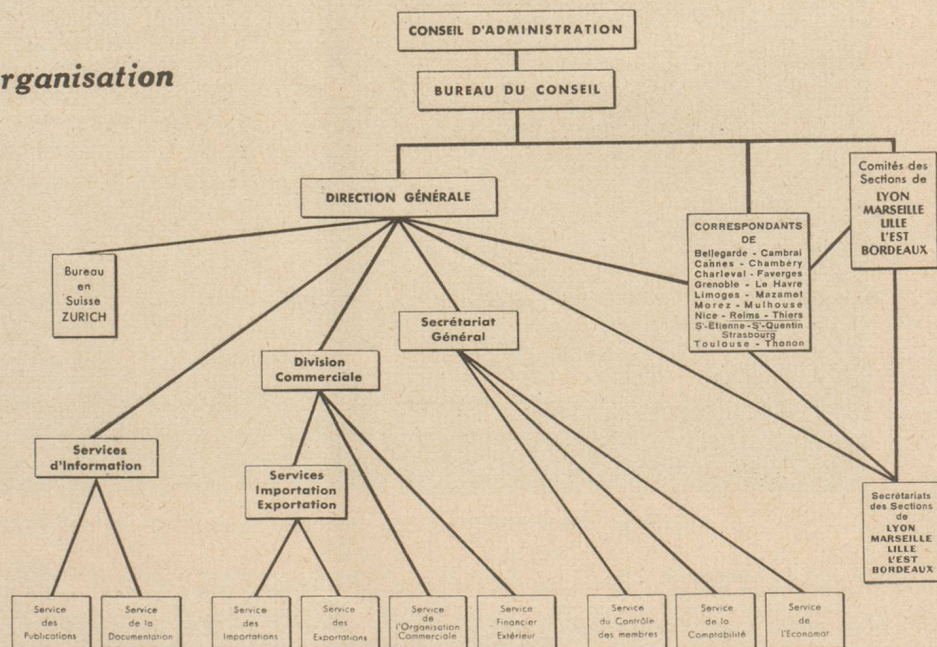 rganisation
CONSEIL D'ADMINISTRATION
BUREAU DU CONSEIL
DIRECTION GÉNÉRALE
Comités des
Sections de
LYON
MARSEILLE
LILLE
L'EST
BORDEAUX
CORRESPONDANTS
DE
Bellegarde - Cambrai
Cannes - Chambéry
Charleval - Faverges
Grenoble - Le Havre
Limoges - Mazamet
Morez - Mulhouse
Nice - Reims - Thiers
St-Etienne - St-Quentin
Strasbourg
Toulouse - Thonon
Bureau
en
Suisse
ZURICH
Secrétariat
Général
Division
Commerciale
Services
d'Information
Services
Importation
Exportation
Secrétariats
des Sections
de
LYON
MARSEILLE
LILLE
L'EST
BORDEAUX
Service
des
Publications
Service
de la
Documentation
Service
des
Importations
Service
des
Exportations
Service
de
l'Organisation
Commerciale
Service
Financier
Extérieur
Service
du Contrôle
des membres
Service
de la
Comptabilité
Service
de
l'Economat